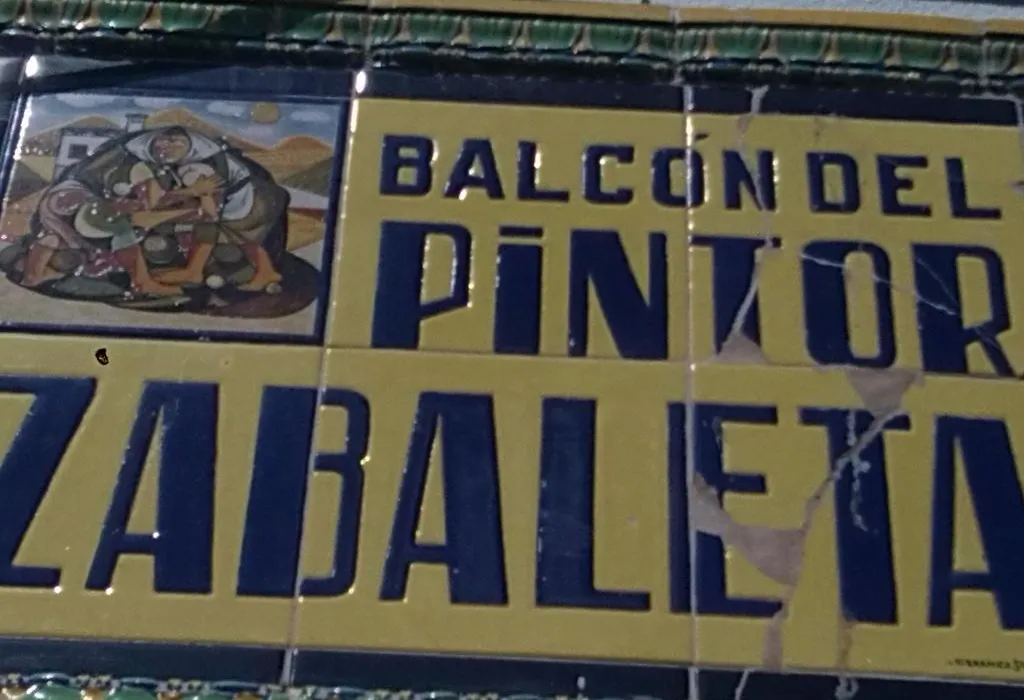 BALCÓN DEL
PINTOR
ZABALETA